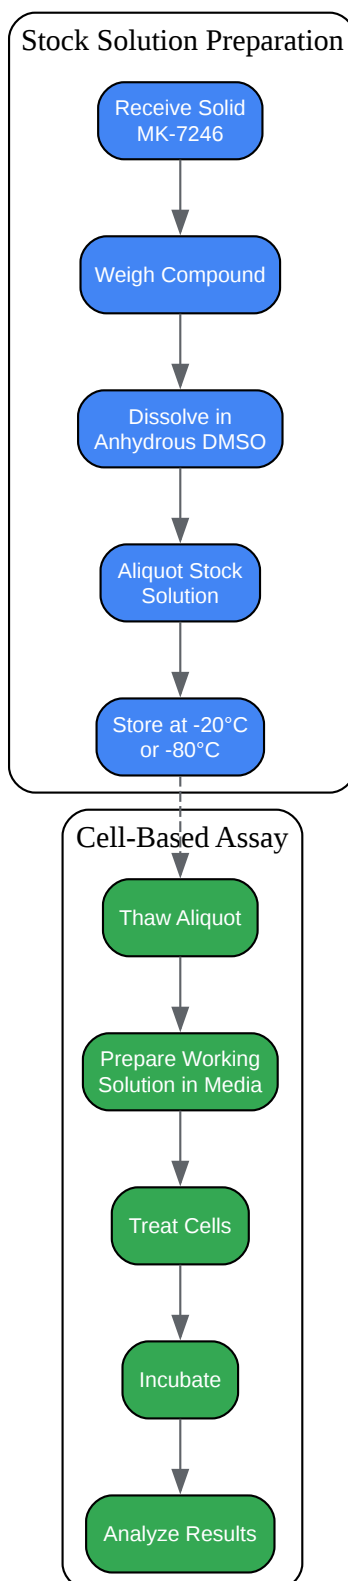 Stock Solution Preparation
Receive Solid
MK-7246
Weigh Compound
Dissolve in
Anhydrous DMSO
Aliquot Stock
Solution
Store at -20°C
or -80°C
Cell-Based Assay
Thaw Aliquot
Prepare Working
Solution in Media
Treat Cells
Incubate
Analyze Results